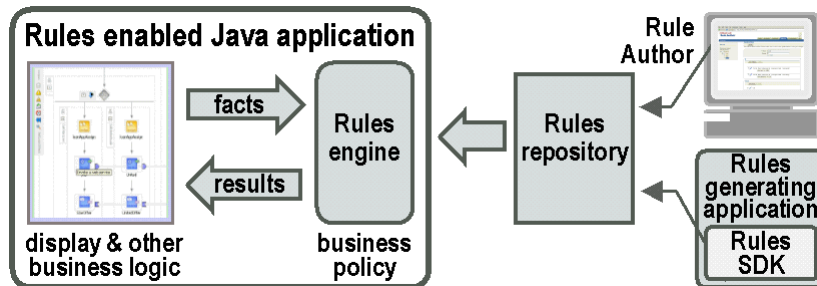 Rules enabled Java application
facts
results
display & other
business logic
Rules
engine
business
policy
Rules
repository
Rule
Author
Rules
generating
application
Rules
SDK